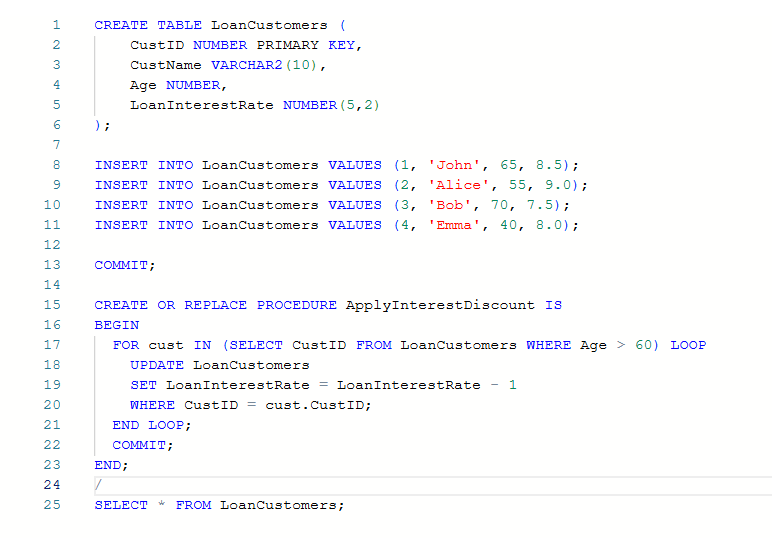 1 CREATE TABLE LoanCustomers (
2 CustID NUMBER PRIMARY KEY,
3 CustName VARCHAR2(10),
4 Age NUMBER,
5 LoanInterestRate NUMBER(5,2)
6 );
7
8 INSERT INTO LoanCustomers VALUES (1, 'John', 65, 8.5);
9 INSERT INTO LoanCustomers VALUES (2, 'Alice', 55, 9.0);
10 INSERT INTO LoanCustomers VALUES (3, 'Bob', 70, 7.5);
11 INSERT INTO LoanCustomers VALUES (4, 'Emma', 40, 8.0);
12
13 COMMIT;
14
15 CREATE OR REPLACE PROCEDURE ApplyInterestDiscount IS
16 BEGIN
17 FOR cust IN (SELECT CustID FROM LoanCustomers WHERE Age > 60) LOOP
18 UPDATE LoanCustomers
19 SET LoanInterestRate = LoanInterestRate - 1
20 WHERE CustID = cust.CustID;
21 END LOOP;
22 COMMIT;
23 END;
24 /
25 SELECT * FROM LoanCustomers;